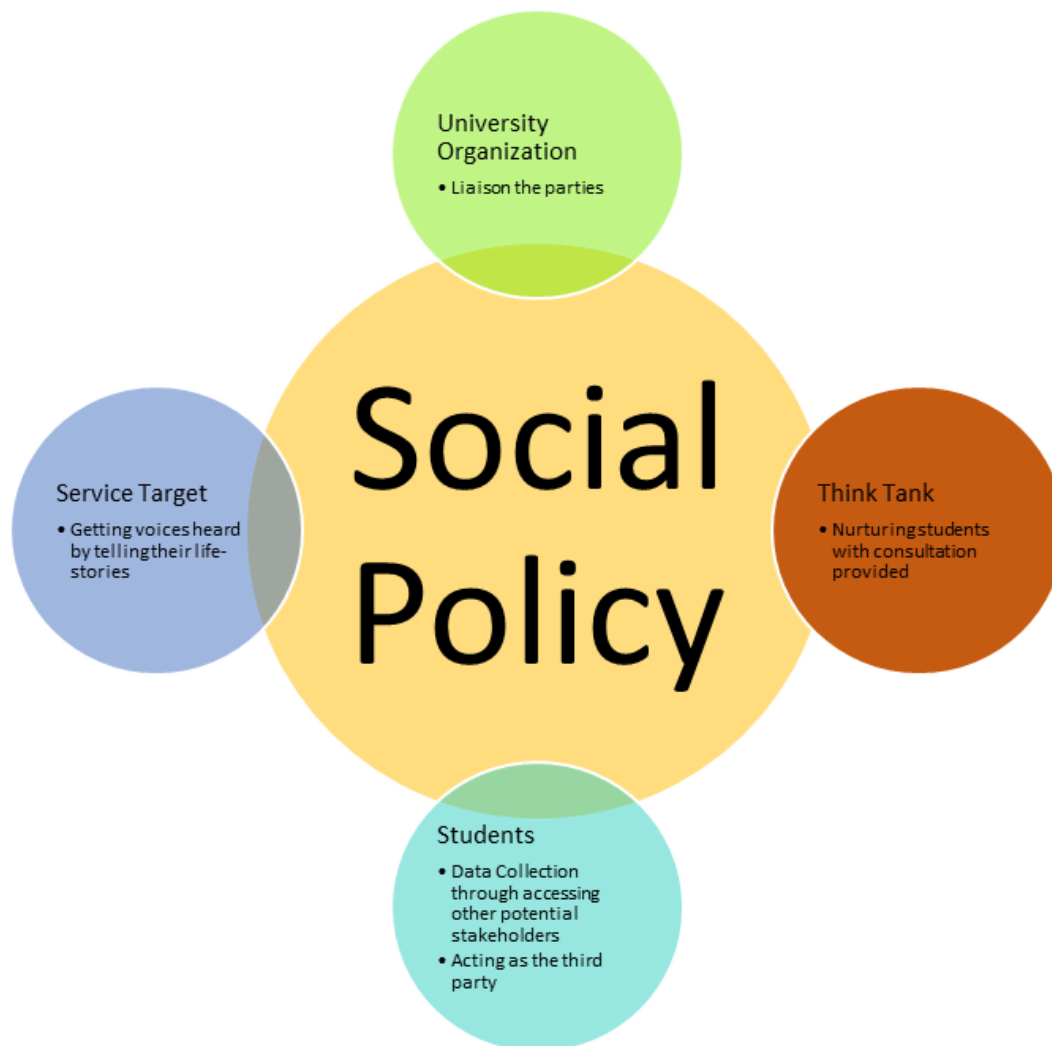 University
Organization
• Liaison the parties
Social
Policy
Service Target
• Getting voices heard
by telling their life-
stories
Think Tank
• Nurturing students
with consultation
provided
Students
• Data Collection
through accessing
other potential
stakeholders
• Acting as the third
party